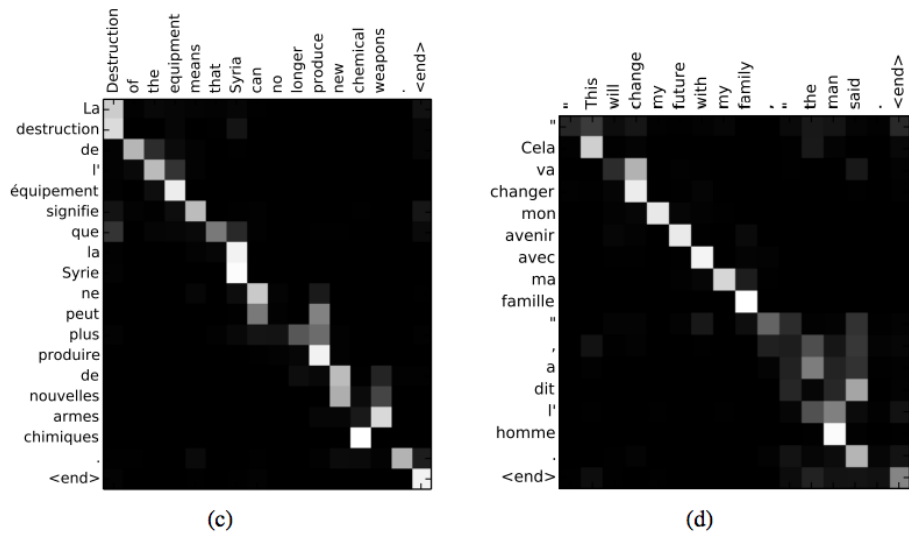 Destruction
of
the
equipment
means
that
Syria
can
no
longer
produce
new
chemical
weapons
.
<end>
La
destruction
de
l'
équipement
signifie
que
la
Syrie
ne
peut
plus
produire
de
nouvelles
armes
chimiques
.
<end>
(c)
"
This
will
change
my
future
with
my
family
,
"
the
man
said
.
<end>
"
Cela
va
changer
mon
avenir
avec
ma
famille
"
,
a
dit
l'
homme
.
<end>
(d)